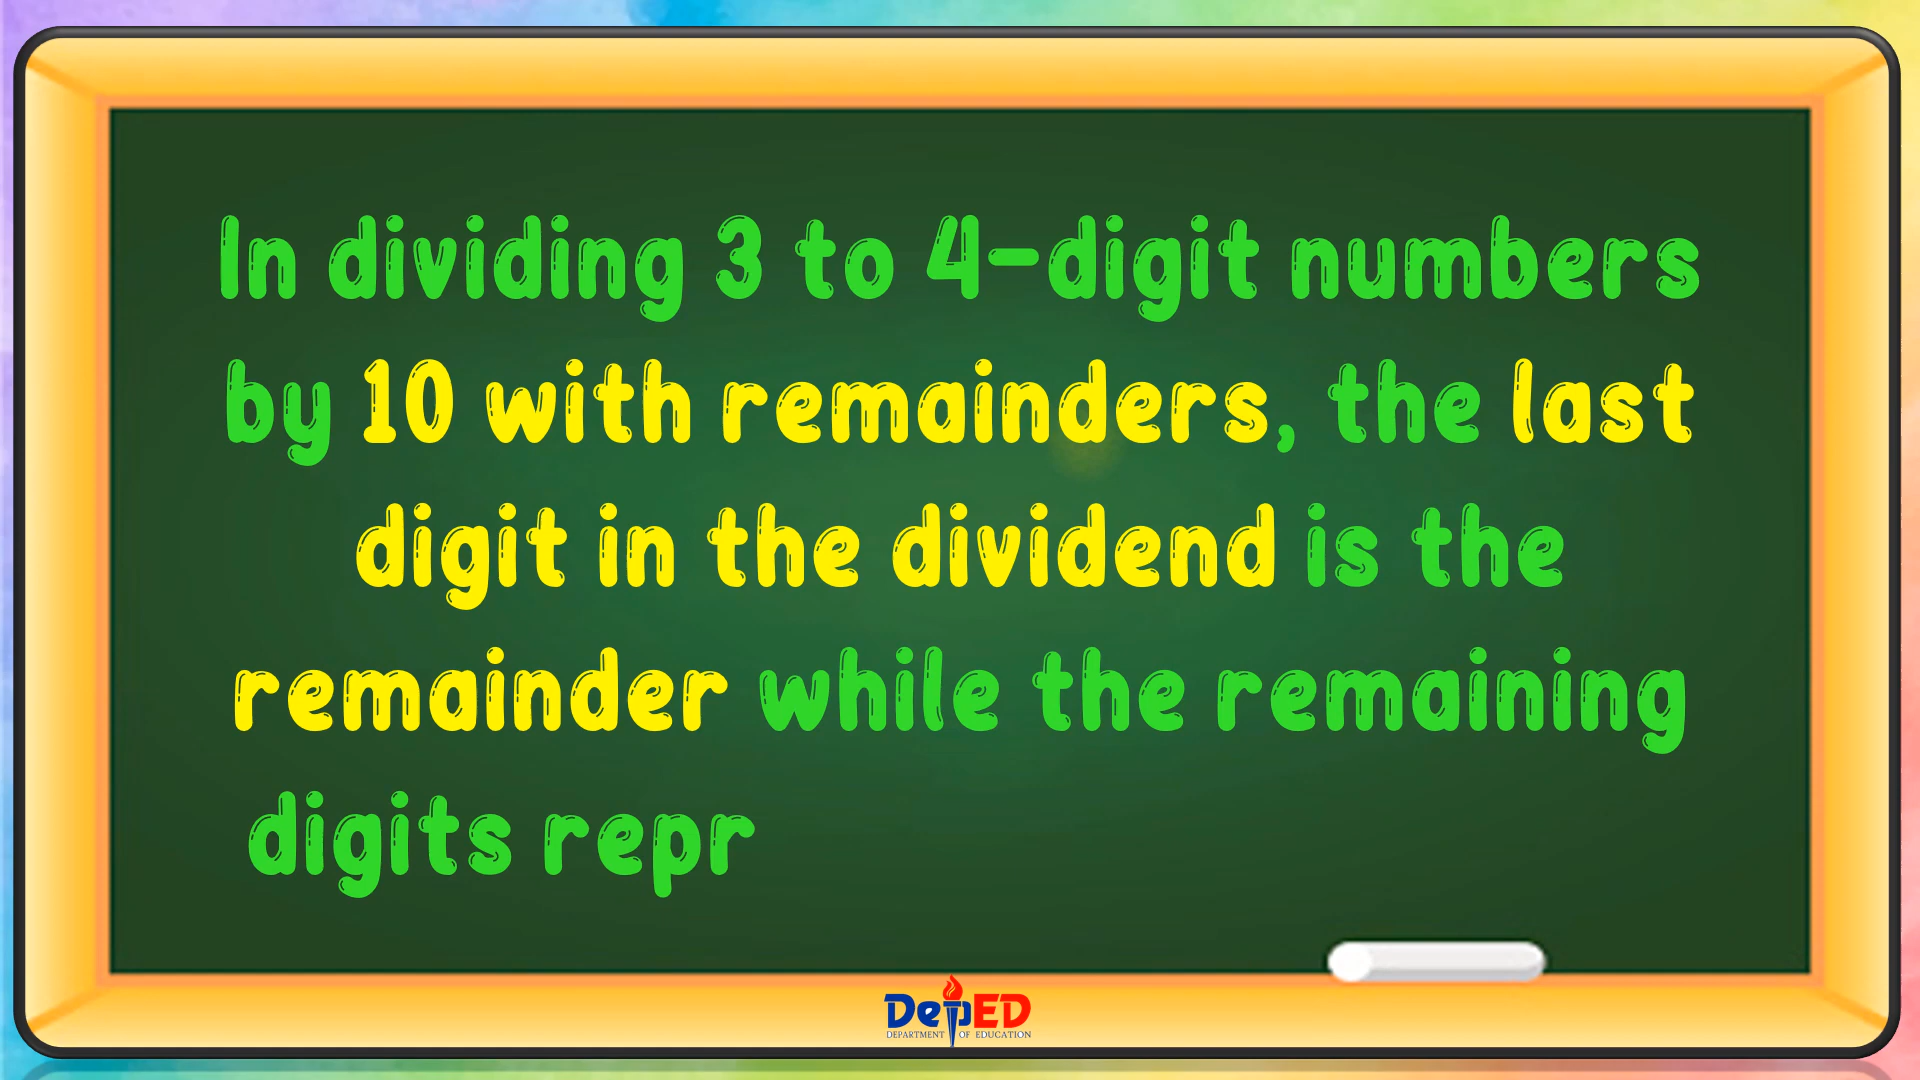 In dividing 3 to 4-digit numbers
by 10 with remainders, the last
digit in the dividend is the
remainder while the remaining
digits repr
DepED
DEPARTMENT OF EDUCATION